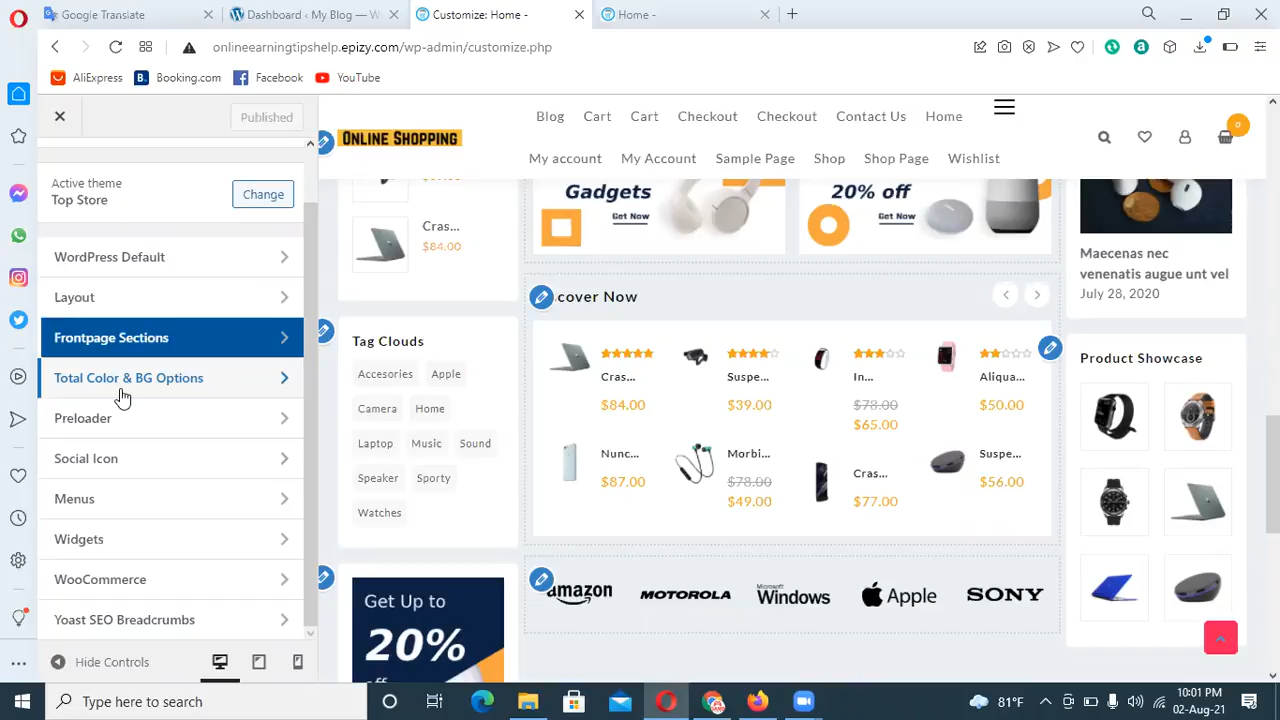 Google Translate
Dashboard ‹ My Blog — W
Customize: Home -
Home -
onlineearningtipshelp.epizy.com/wp-admin/customize.php
AliExpress
B.
Booking.com
Facebook
YouTube
Published
Active theme
Top Store
Change
WordPress Default
Layout
Frontpage Sections
Total Color & BG Options
Preloader
Social Icon
Menus
Widgets
WooCommerce
Yoast SEO Breadcrumbs
Hide Controls
ONLINE SHOPPING
Blog
Cart
Cart
Checkout
Checkout
Contact Us
Home
My account
My Account
Sample Page
Shop
Shop Page
Wishlist
0
Cras...
$84.00
Gadgets
Get Now
20% off
Get Now
Maecenas nec
venenatis augue unt vel
July 28, 2020
cover Now
Tag Clouds
Accesories
Apple
Camera
Home
Laptop
Music
Sound
Speaker
Sporty
Watches
Cras...
$84.00
Suspe...
$39.00
In...
$78.00
$65.00
Aliqua...
$50.00
Nunc...
$87.00
Morbi...
$78.00
$49.00
Cras...
$77.00
Suspe...
$56.00
Product Showcase
Get Up to
20%
amazon
MOTOROLA
Microsoft
Windows
Apple
SONY
Type here to search
81°F
10:01 PM
02-Aug-21